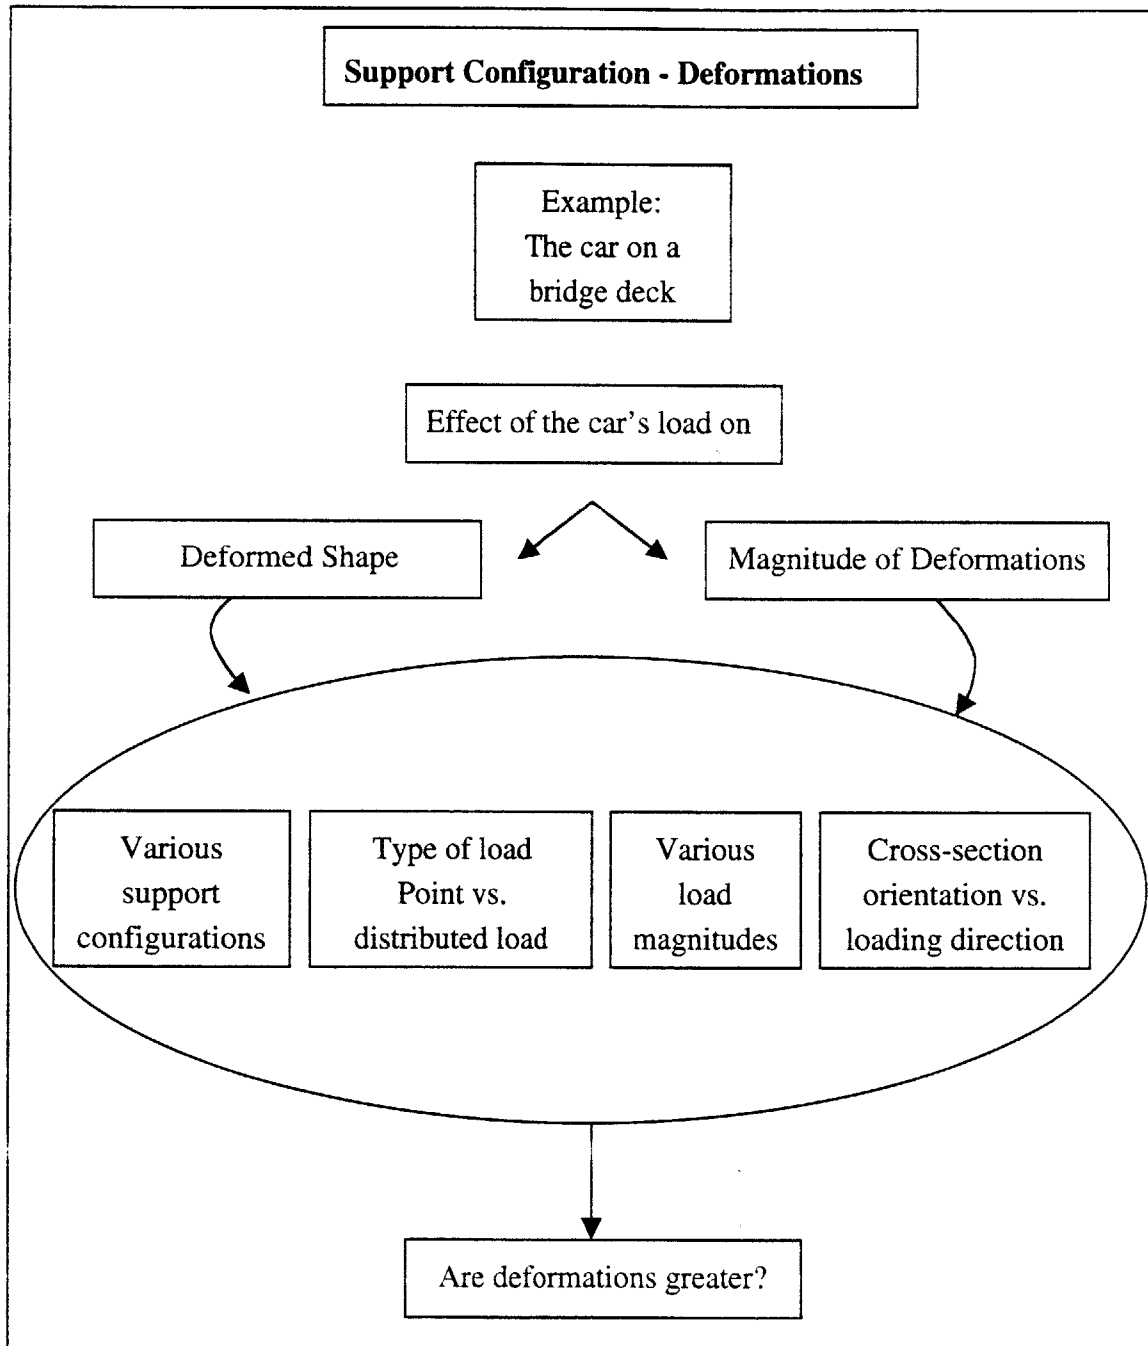 Support Configuration - Deformations
Example:
The car on a
bridge deck
Effect of the car's load on
Deformed Shape
Magnitude of Deformations
Various
support
configurations
Type of load
Point vs.
distributed load
Various
load
magnitudes
Cross-section
orientation vs.
loading direction
Are deformations greater?